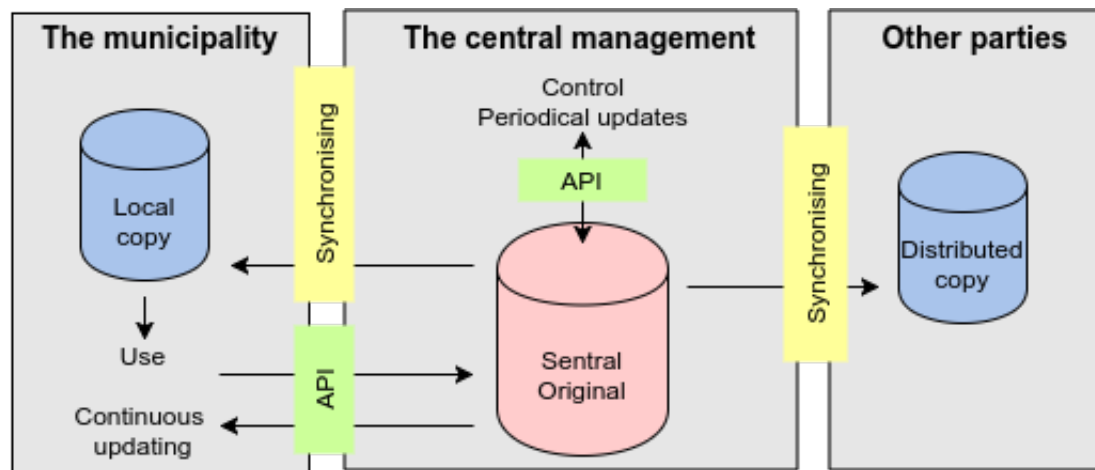 The municipality
The central management
Other parties
Control
Periodical updates
API
Synchronising
Local
copy
Synchronising
Distributed
copy
Use
API
Sentral
Original
Continuous
updating